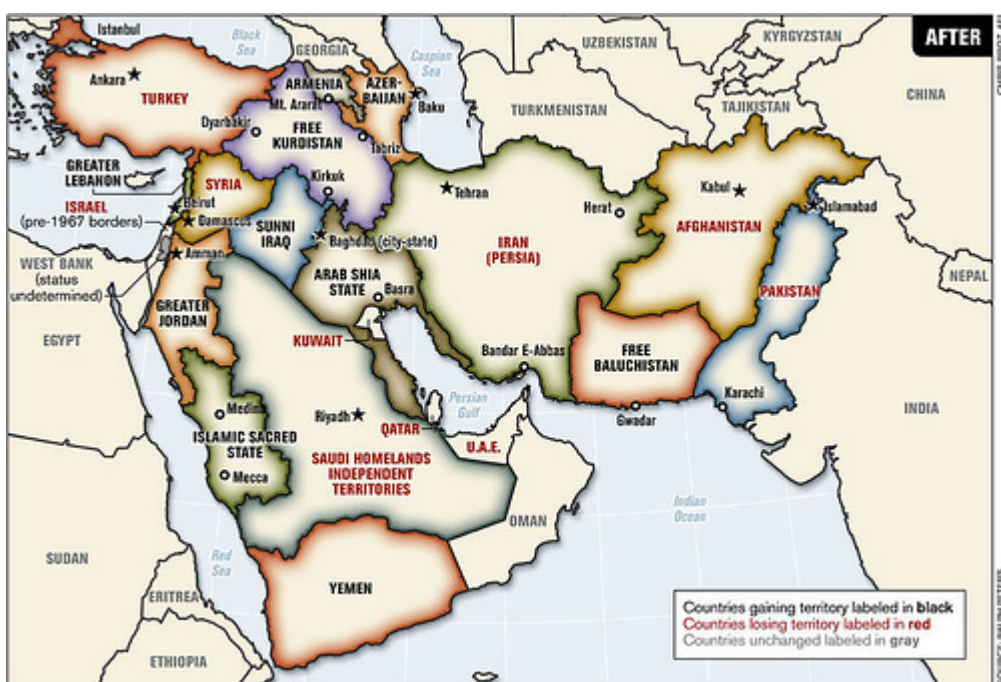 AFTER
Istanbul
Black
Sea
GEORGIA
Caspian
Sea
UZBEKISTAN
KYRGYZSTAN
Ankara
TURKEY
ARMENIA
Mt. Ararat
AZER-
BAIJAN
Baku
TURKMENISTAN
TAJIKISTAN
CHINA
Dyarbakir
FREE
KURDISTAN
Tabriz
GREATER
LEBANON
SYRIA
Kirkuk
Tehran
Herat
Kabul
Islamabad
ISRAEL
(pre-1967 borders)
Beirut
Damascus
SUNNI
IRAQ
Baghdad (city-state)
IRAN
(PERSIA)
AFGHANISTAN
WEST BANK
(status
undetermined)
Amman
ARAB SHIA
STATE
Basra
PAKISTAN
NEPAL
GREATER
JORDAN
EGYPT
KUWAIT
Bandar E-Abbas
FREE
BALUCHISTAN
Karachi
INDIA
Persian
Gulf
Gwadar
Medina
ISLAMIC SACRED
STATE
Mecca
Riyadh
QATAR
U.A.E.
SAUDI HOMELANDS
INDEPENDENT
TERRITORIES
OMAN
Indian
Ocean
SUDAN
Red
Sea
YEMEN
ERITREA
ETHIOPIA
Countries gaining territory labeled in black
Countries losing territory labeled in red
Countries unchanged labeled in gray